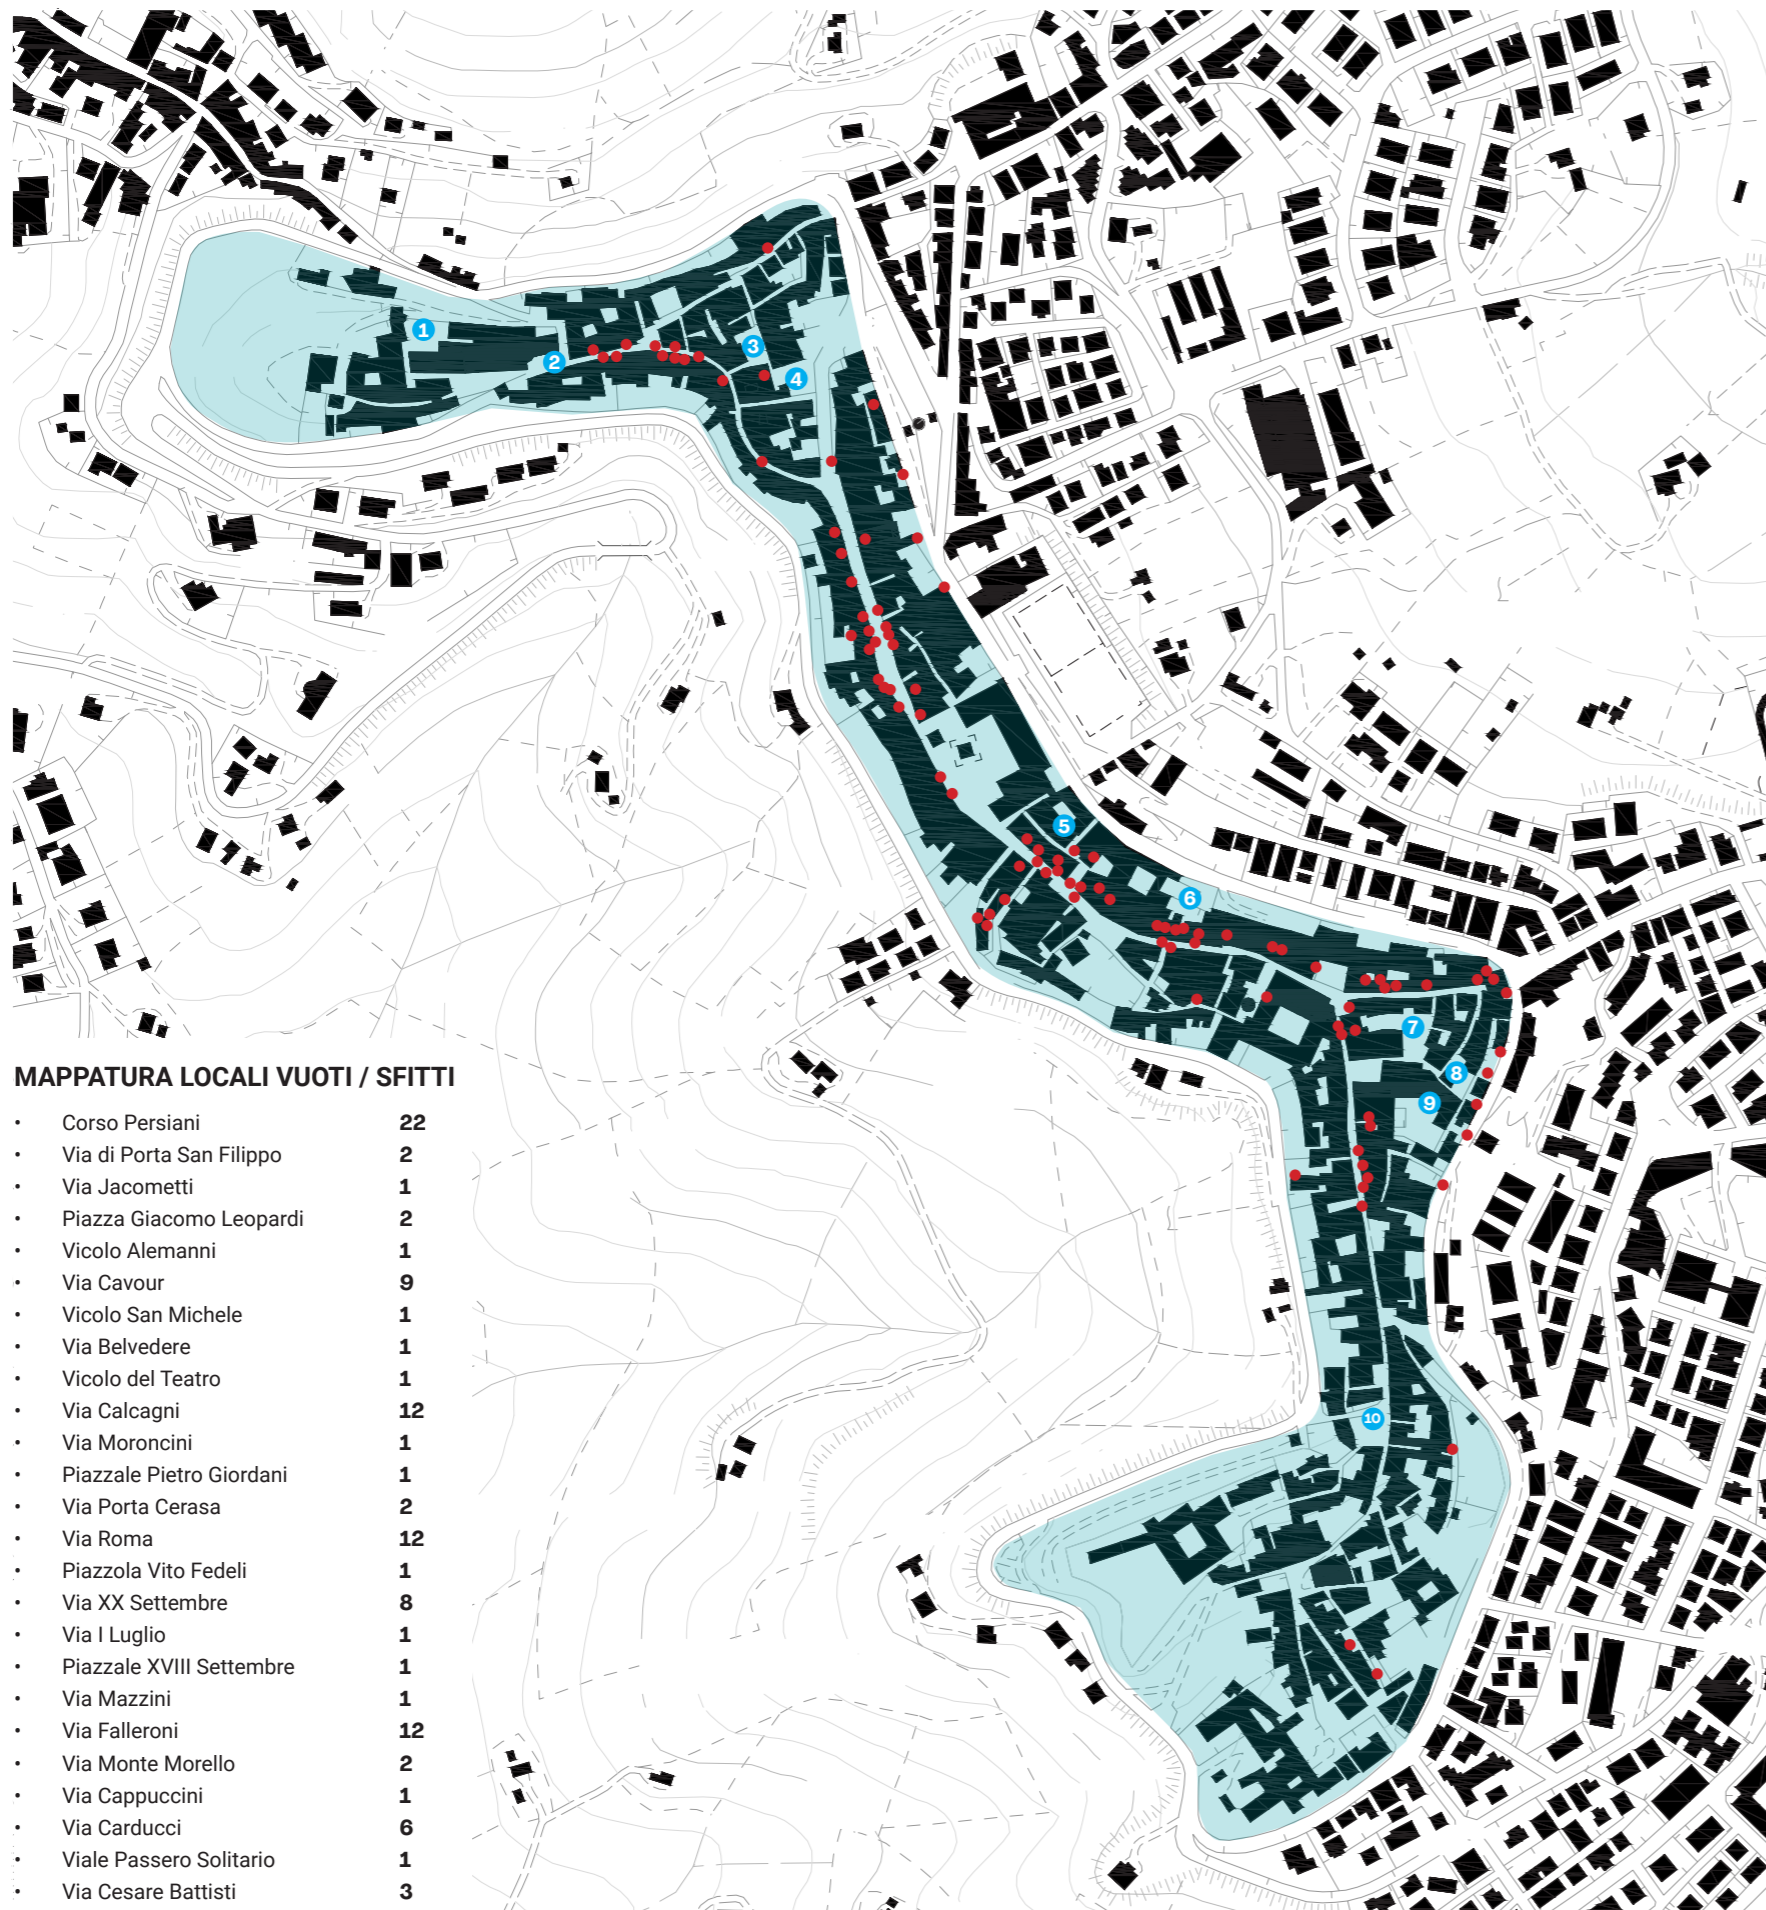 1
2
3
4
5
6
7
8
9
10
MAPPATURA LOCALI VUOTI / SFITTI
• Corso Persiani 22
• Via di Porta San Filippo 2
• Via Jacometti 1
• Piazza Giacomo Leopardi 2
• Vicolo Alemanni 1
• Via Cavour 9
• Vicolo San Michele 1
• Via Belvedere 1
• Vicolo del Teatro 1
• Via Calcagni 12
• Via Moroncini 1
• Piazzale Pietro Giordani 1
• Via Porta Cerasa 2
• Via Roma 12
• Piazzola Vito Fedeli 1
• Via XX Settembre 8
• Via I Luglio 1
• Piazzale XVIII Settembre 1
• Via Mazzini 1
• Via Falleroni 12
• Via Monte Morello 2
• Via Cappuccini 1
• Via Carducci 6
• Viale Passero Solitario 1
• Via Cesare Battisti 3